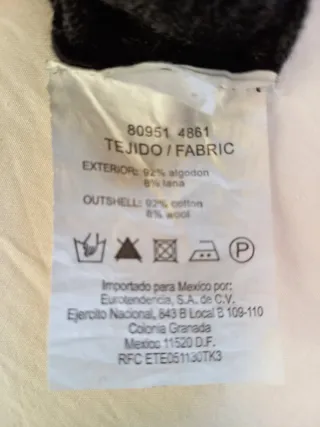 80951 4861
TEJIDO / FABRIC
EXTERIOR: 92% algodon
8% lana
OUTSHELL: 92% cotton
8% wool
P
Importado para Mexico por:
Eurotendencia, S.A. de C.V.
Ejercito Nacional, 843 B Local B 109-110
Colonia Granada
Mexico 11520 D.F.
RFC ETE051130TK3